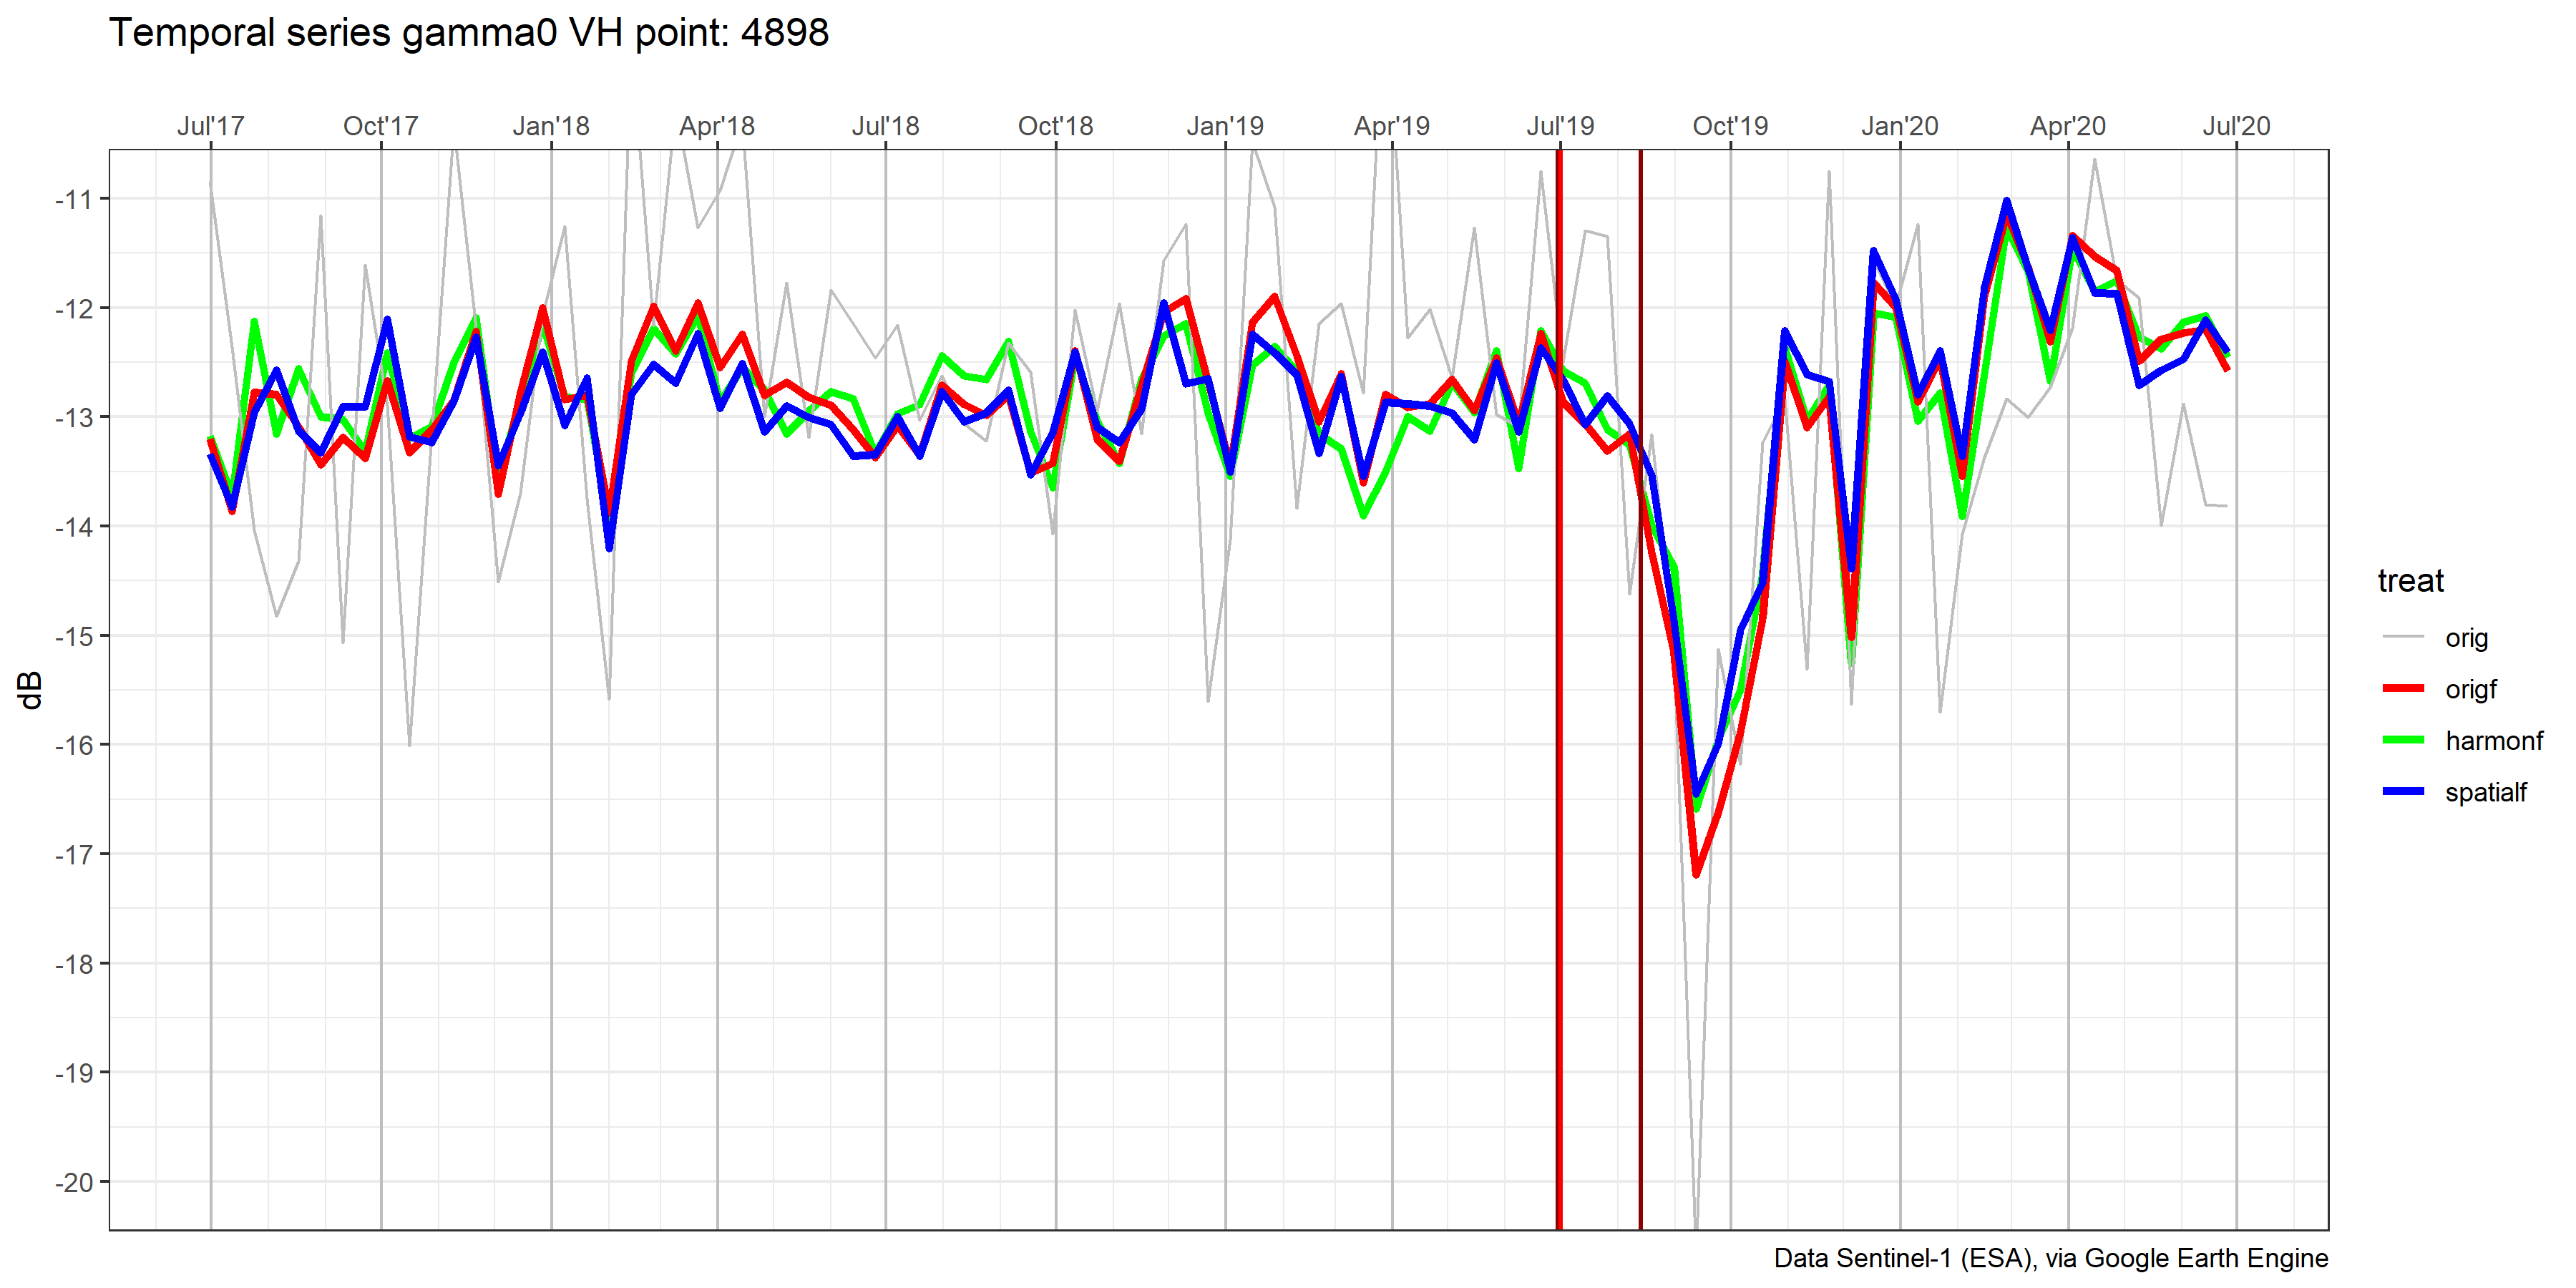 Temporal series gamma0 VH point: 4898
Jul'17 Oct'17 Jan'18 Apr'18 Jul'18 Oct'18 Jan'19 Apr'19 Jul'19 Oct'19 Jan'20 Apr'20 Jul'20
-11
-12
-13
-14
-15
-16
-17
-18
-19
-20
dB
treat
orig
origf
harmonf
spatialf
Data Sentinel-1 (ESA), via Google Earth Engine